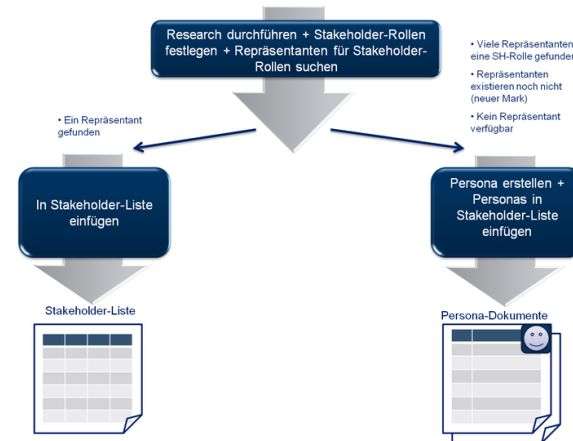 Research durchführen + Stakeholder-Rollen
festlegen + Repräsentanten für Stakeholder-
Rollen suchen
• Viele Repräsentanten
eine SH-Rolle gefunden
• Repräsentanten
existieren noch nicht
(neuer Mark)
• Kein Repräsentant
verfügbar
• Ein Repräsentant
gefunden
In Stakeholder-Liste
einfügen
Persona erstellen +
Personas in
Stakeholder-Liste
einfügen
Stakeholder-Liste
Persona-Dokumente